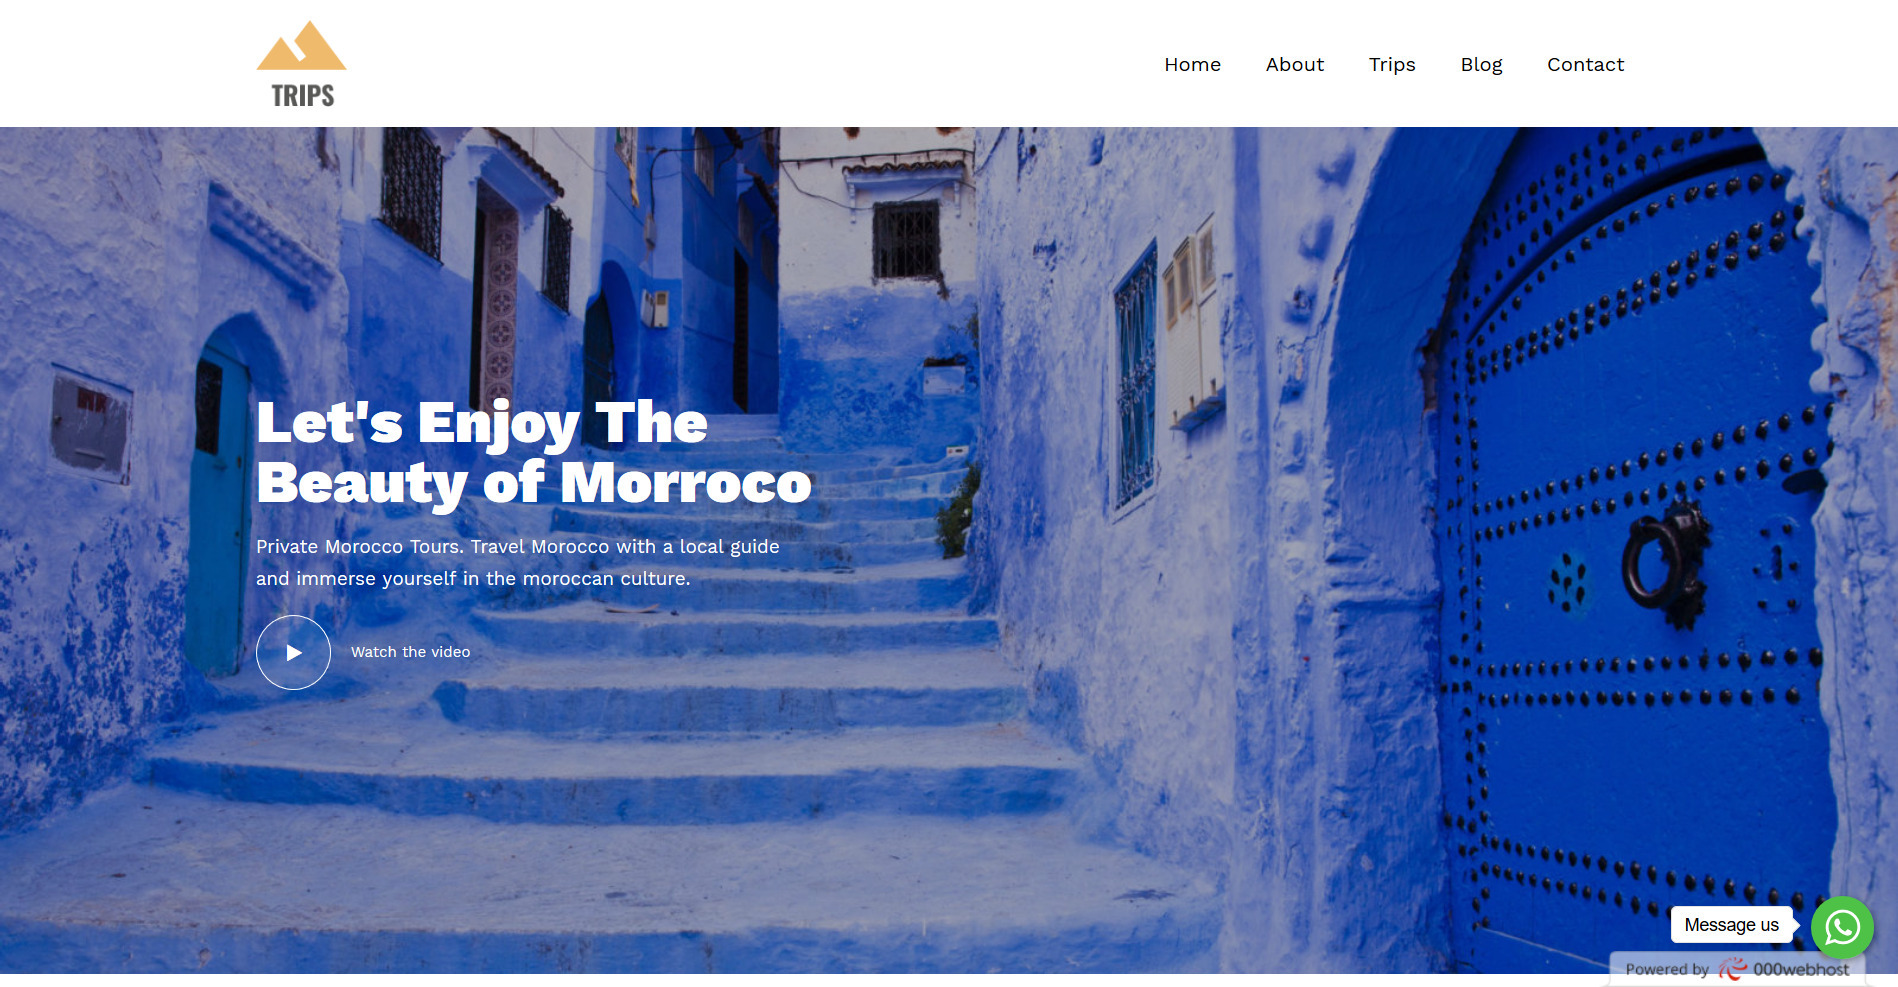 TRIPS
Home About Trips Blog Contact
Let's Enjoy The
Beauty of Morroco
Private Morocco Tours. Travel Morocco with a local guide
and immerse yourself in the moroccan culture.
Watch the video
Message us
Powered by 000webhost